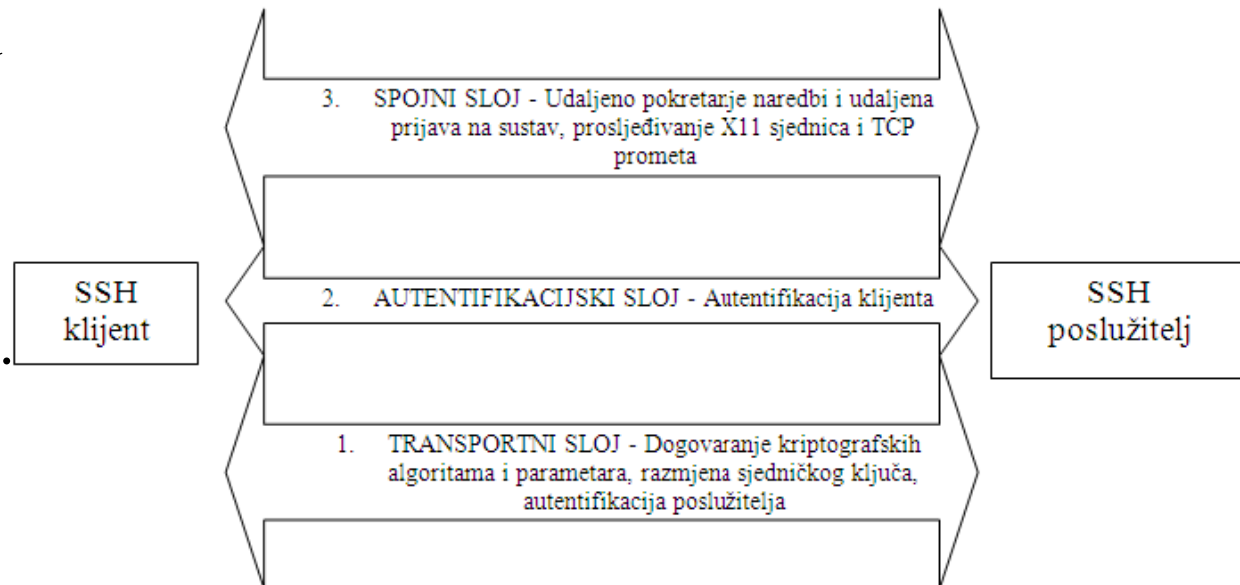 3. SPOJNI SLOJ - Udaljeno pokretanje naredbi i udaljena
prijava na sustav, prosljeđivanje X11 sjednica i TCP
prometa
SSH
klijent
2. AUTENTIFIKACIJSKI SLOJ - Autentifikacija klijenta
SSH
poslužitelj
1. TRANSPORTNI SLOJ - Dogovaranje kriptografskih
algoritama i parametara, razmjena sjedničkog ključa,
autentifikacija poslužitelja